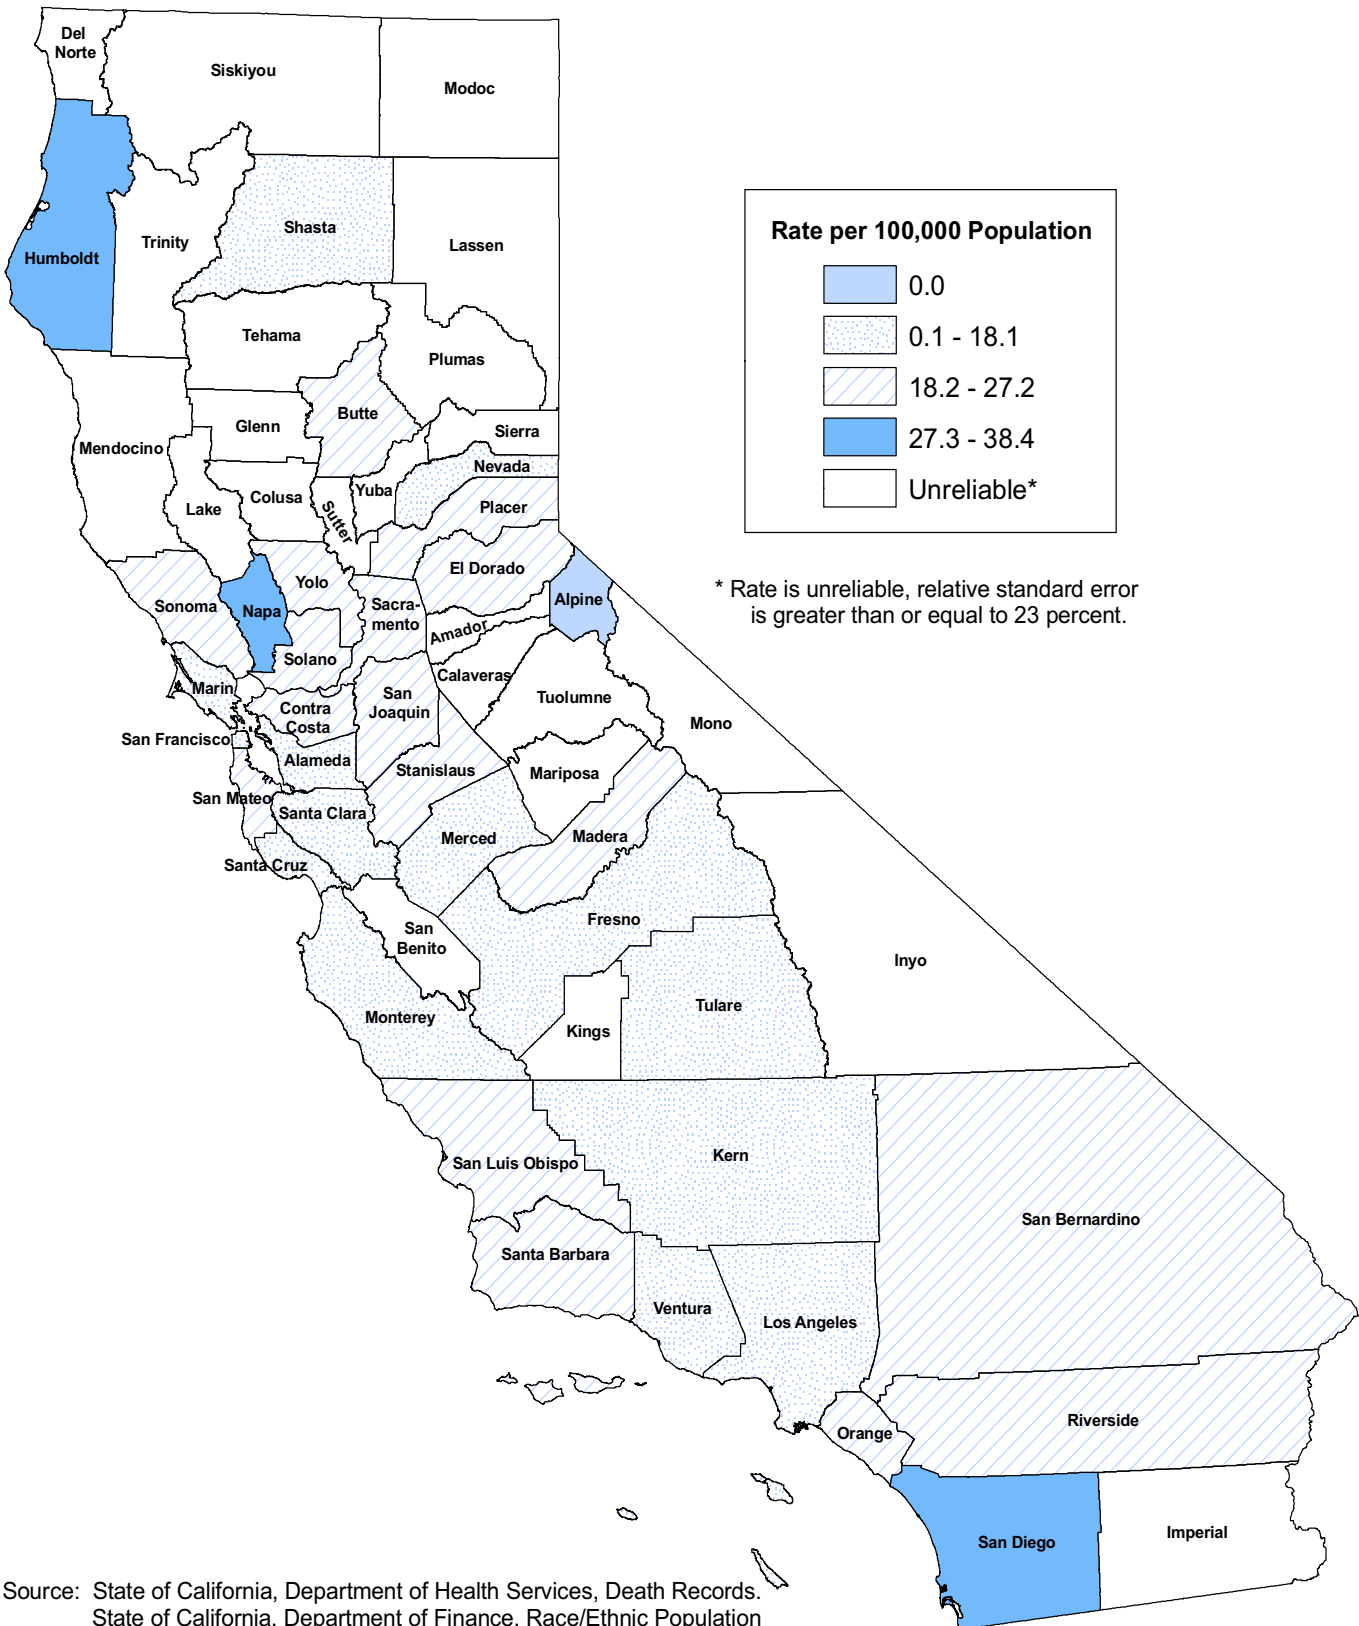 Del
Norte
Siskiyou
Modoc
Humboldt
Trinity
Shasta
Lassen
Rate per 100,000 Population
0.0
0.1 - 18.1
18.2 - 27.2
27.3 - 38.4
Unreliable*
* Rate is unreliable, relative standard error
is greater than or equal to 23 percent.
Tehama
Plumas
Butte
Glenn
Sierra
Mendocino
Nevada
Colusa
Yuba
Lake
Sutter
Placer
El Dorado
Yolo
Alpine
Sonoma
Napa
Sacra-
mento
Amador
Solano
Calaveras
Marin
San
Joaquin
Tuolumne
Contra
Costa
Mono
San Francisco
Alameda
Stanislaus
Mariposa
San Mateo
Santa Clara
Merced
Madera
Santa Cruz
Fresno
San
Benito
Inyo
Monterey
Kings
Tulare
Kern
San Luis Obispo
San Bernardino
Santa Barbara
Ventura
Los Angeles
Orange
Riverside
San Diego
Imperial
Source: State of California, Department of Health Services, Death Records.
State of California, Department of Finance, Race/Ethnic Population